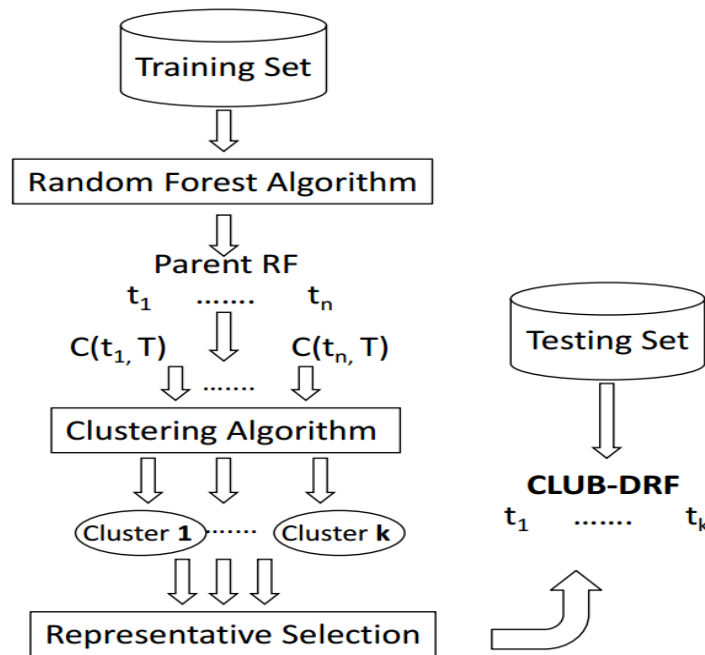 Training Set
Random Forest Algorithm
Parent RF
t1 ....... tn
C(t1, T) C(tn, T)
.......
Clustering Algorithm
Cluster 1 ....... Cluster k
Representative Selection
Testing Set
CLUB-DRF
t1 ....... tk